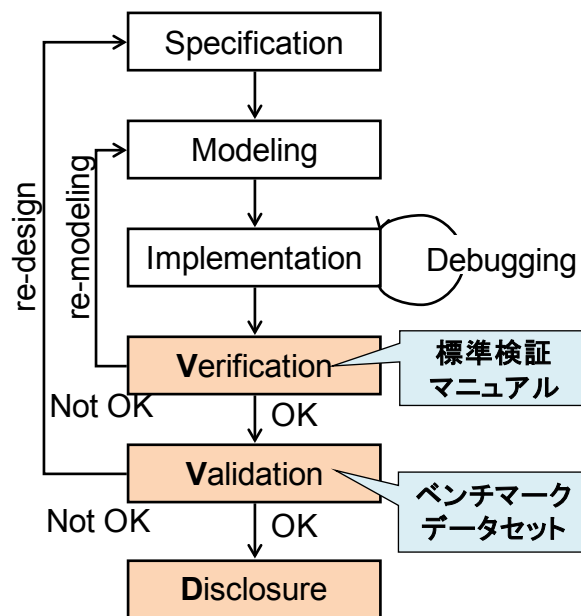 Specification
Modeling
re-design
re-modeling
Implementation
Debugging
Verification
標準検証
マニュアル
Not OK
OK
Validation
ベンチマーク
データセット
Not OK
OK
Disclosure